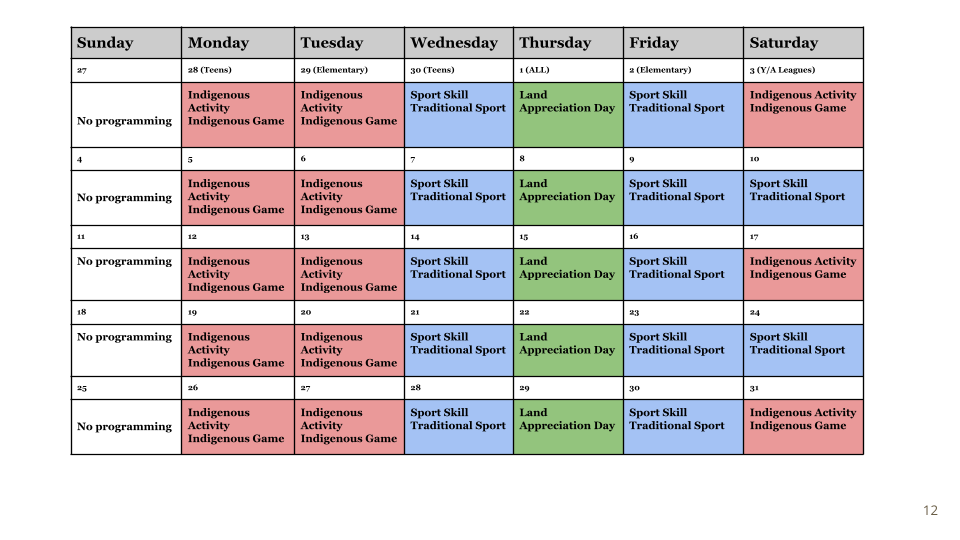 Sunday Monday Tuesday Wednesday Thursday Friday Saturday
27 28 (Teens) 29 (Elementary) 30 (Teens) 1 (ALL) 2 (Elementary) 3 (Y/A Leagues)
No programming
Indigenous
Activity
Indigenous Game
Indigenous
Activity
Indigenous Game
Sport Skill
Traditional Sport
Land
Appreciation Day
Sport Skill
Traditional Sport
Indigenous Activity
Indigenous Game
4 5 6 7 8 9 10
No programming
Indigenous
Activity
Indigenous Game
Indigenous
Activity
Indigenous Game
Sport Skill
Traditional Sport
Land
Appreciation Day
Sport Skill
Traditional Sport
Sport Skill
Traditional Sport
11 12 13 14 15 16 17
No programming
Indigenous
Activity
Indigenous Game
Indigenous
Activity
Indigenous Game
Sport Skill
Traditional Sport
Land
Appreciation Day
Sport Skill
Traditional Sport
Indigenous Activity
Indigenous Game
18 19 20 21 22 23 24
No programming
Indigenous
Activity
Indigenous Game
Indigenous
Activity
Indigenous Game
Sport Skill
Traditional Sport
Land
Appreciation Day
Sport Skill
Traditional Sport
Sport Skill
Traditional Sport
25 26 27 28 29 30 31
No programming
Indigenous
Activity
Indigenous Game
Indigenous
Activity
Indigenous Game
Sport Skill
Traditional Sport
Land
Appreciation Day
Sport Skill
Traditional Sport
Indigenous Activity
Indigenous Game
12